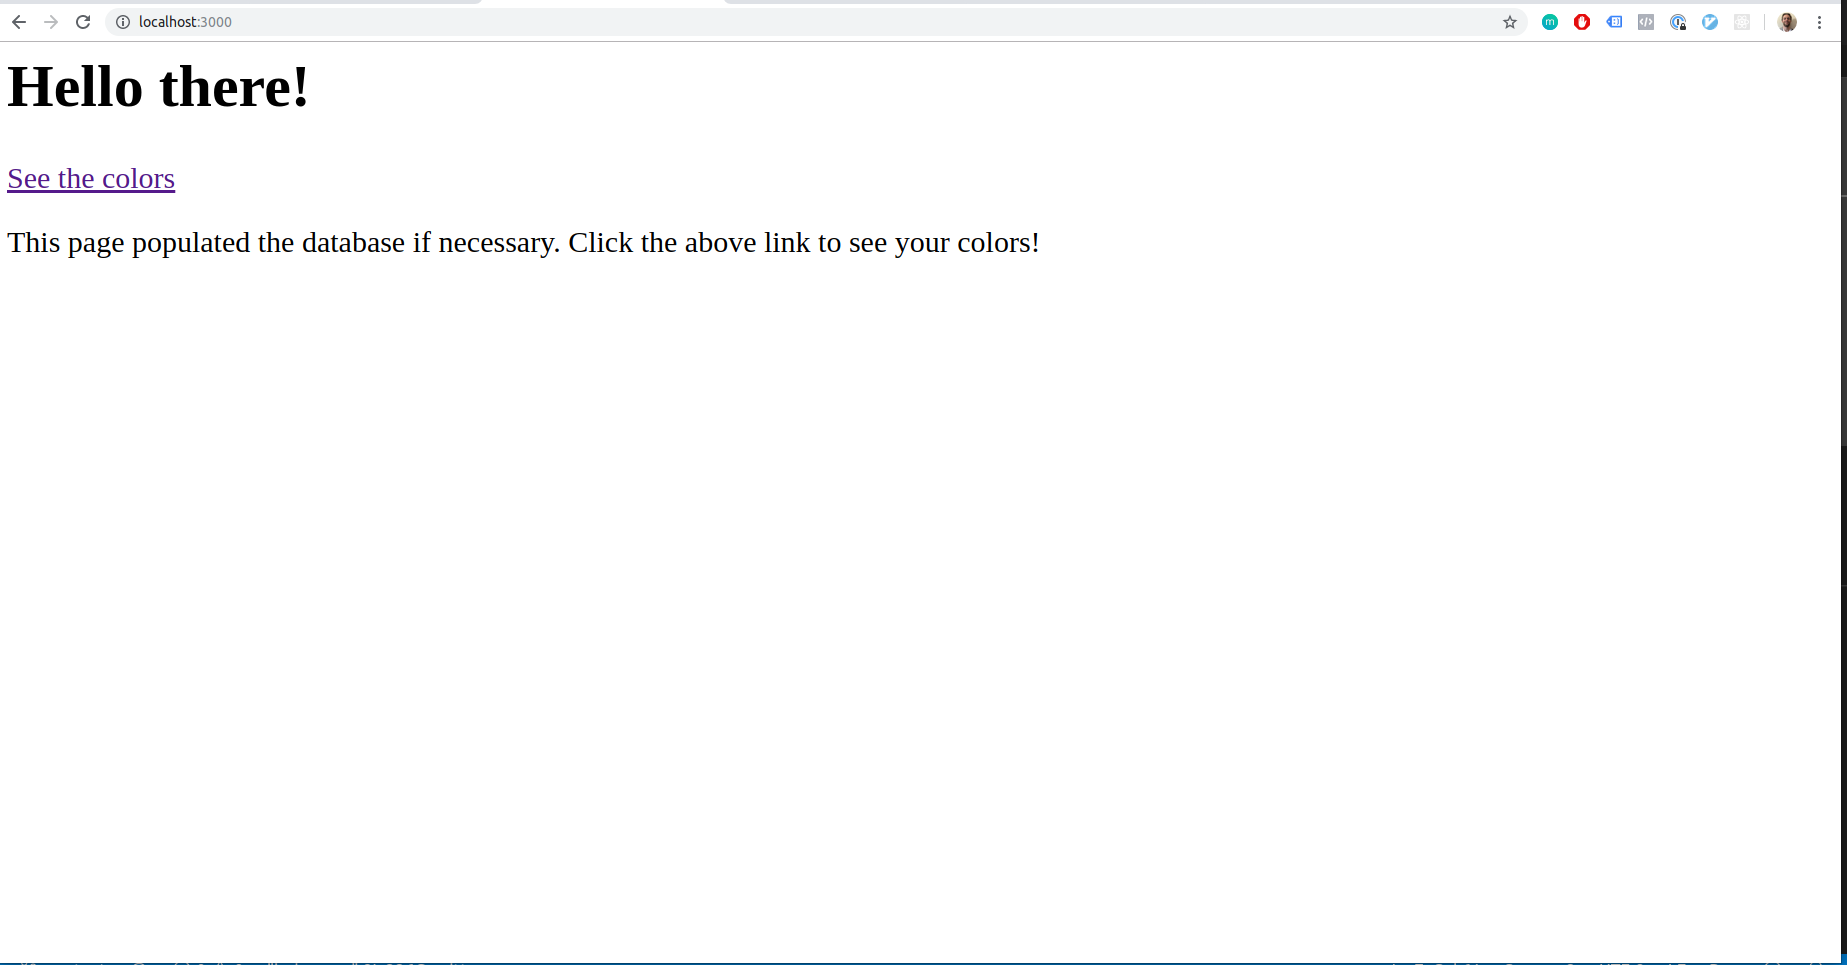 localhost:3000
Hello there!
See the colors
This page populated the database if necessary. Click the above link to see your colors!